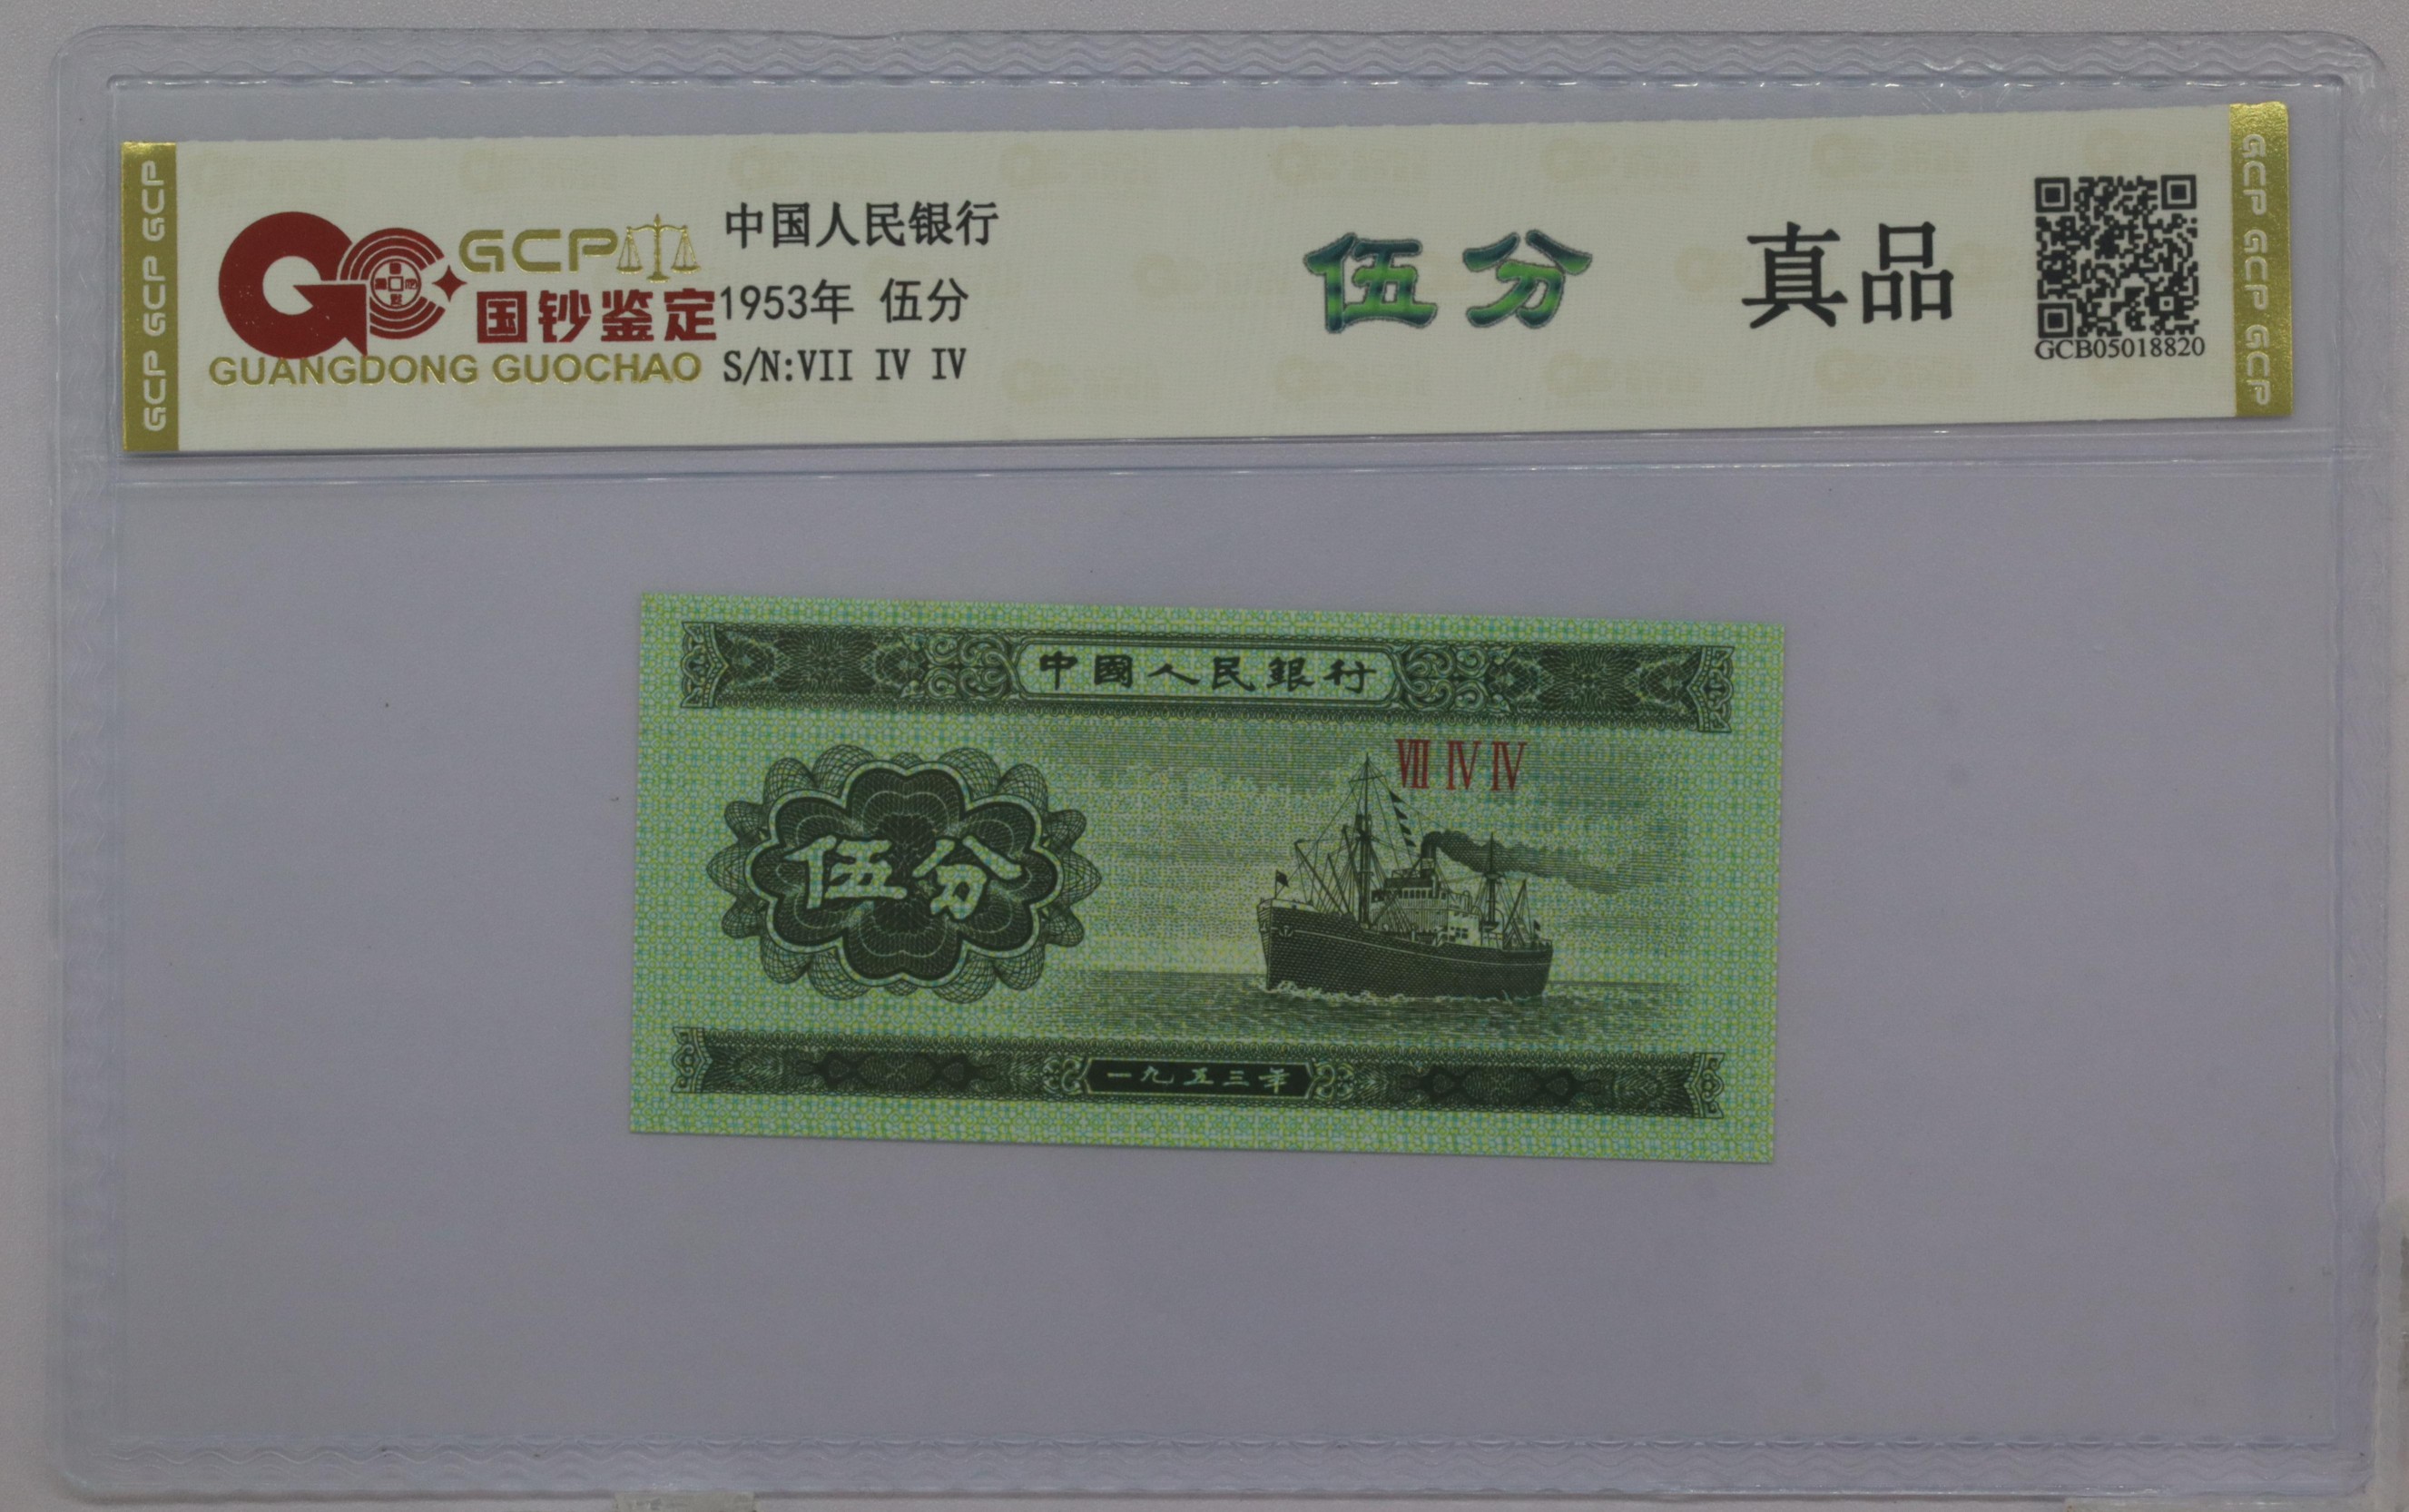 GCP GCP GCP
GCP
国钞鉴定
GUANGDONG GUOCHAO
中国人民银行
1953年 伍分
S/N:VII IV IV
伍分
真品
GCB05018820
GCP GCP GCP
中國人民銀行
VIII IV IV
伍分
一九五三年